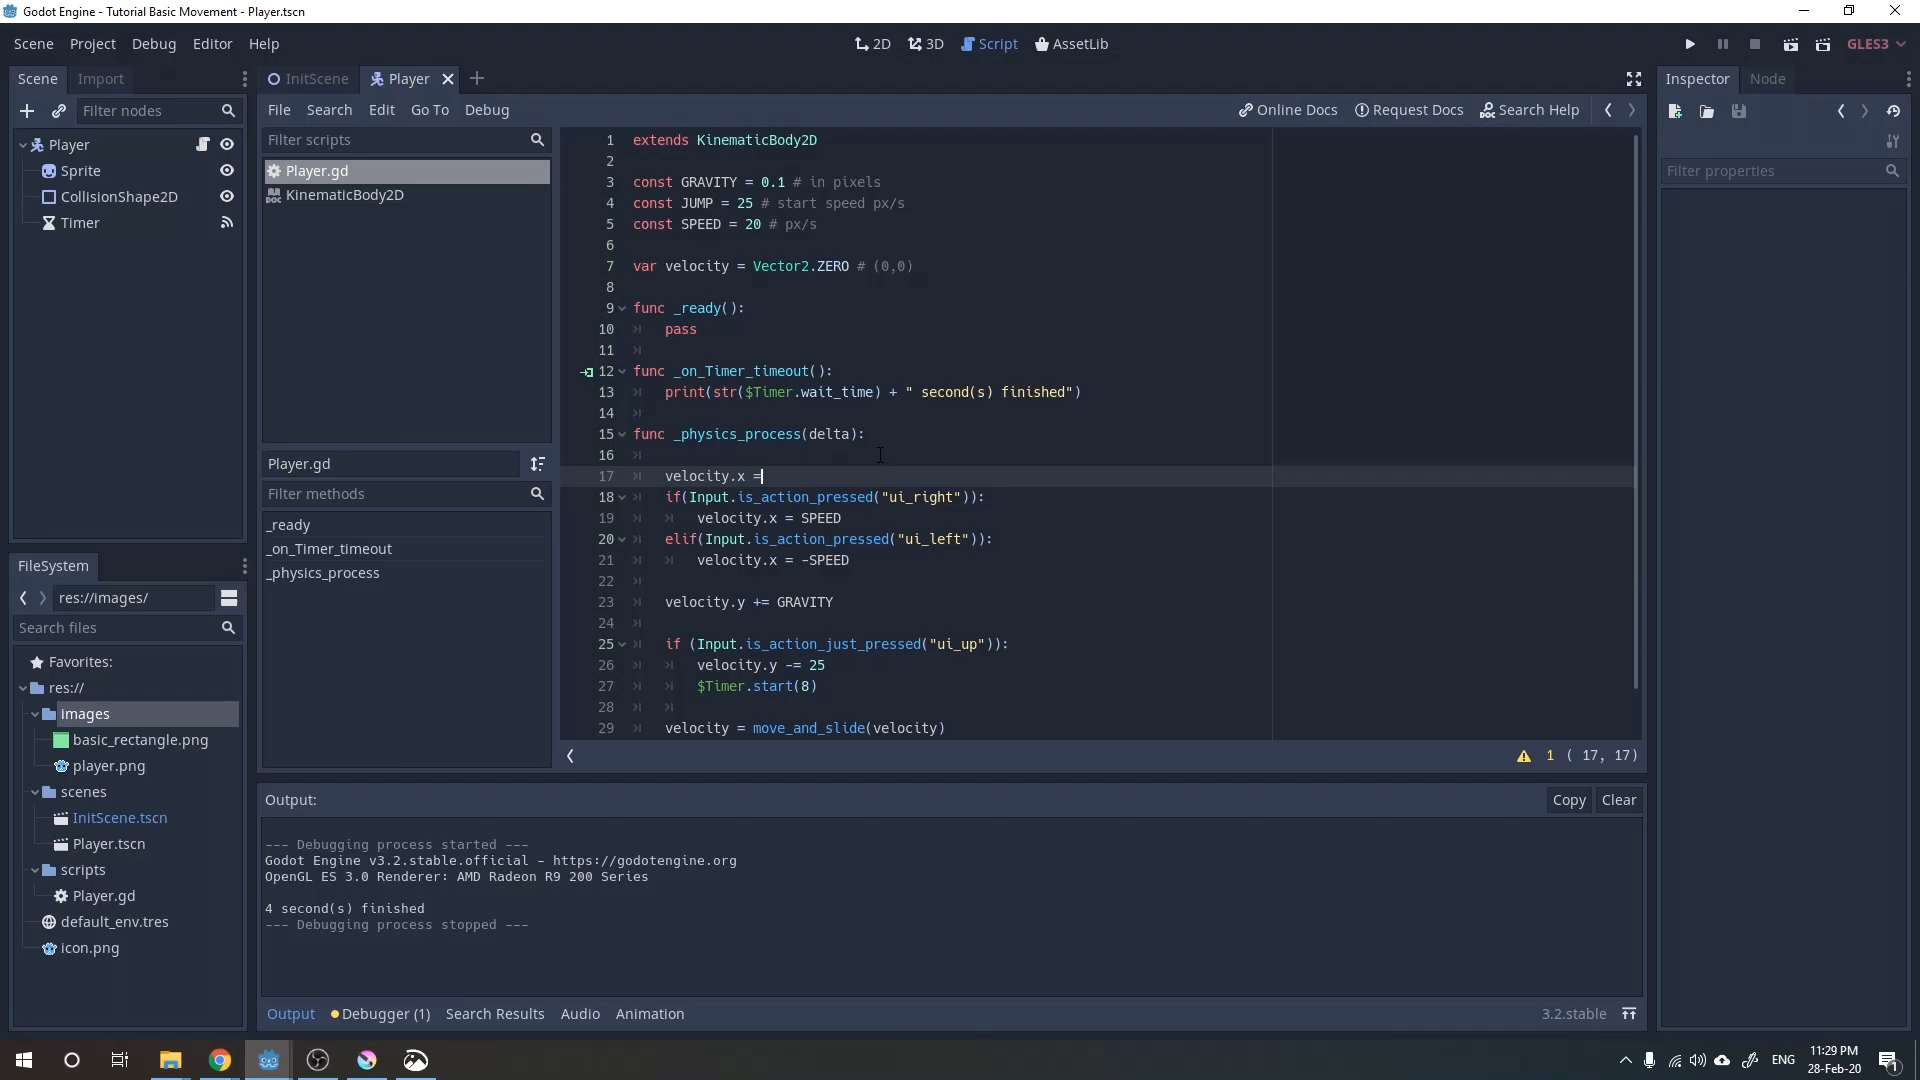 Godot Engine - Tutorial Basic Movement - Player.tscn
Scene Project Debug Editor Help
2D 3D Script AssetLib
GLES3
Scene Import
InitScene Player
Inspector Node
Filter nodes
File Search Edit Go To Debug
Online Docs Request Docs Search Help
Player
Sprite
CollisionShape2D
Timer
Filter scripts
Player.gd
KinematicBody2D
Player.gd
Filter methods
_ready
_on_Timer_timeout
_physics_process
1 extends KinematicBody2D
2
3 const GRAVITY = 0.1 # in pixels
4 const JUMP = 25 # start speed px/s
5 const SPEED = 20 # px/s
6
7 var velocity = Vector2.ZERO # (0,0)
8
9 func _ready():
10 pass
11
12 func _on_Timer_timeout():
13 print(str($Timer.wait_time) + " second(s) finished")
14
15 func _physics_process(delta):
16
17 velocity.x =
18 if(Input.is_action_pressed("ui_right")):
19 velocity.x = SPEED
20 elif(Input.is_action_pressed("ui_left")):
21 velocity.x = -SPEED
22
23 velocity.y += GRAVITY
24
25 if (Input.is_action_just_pressed("ui_up")):
26 velocity.y -= 25
27 $Timer.start(8)
28
29 velocity = move_and_slide(velocity)
1 ( 17, 17)
Filter properties
FileSystem
res://images/
Search files
Favorites:
res://
images
basic_rectangle.png
player.png
scenes
InitScene.tscn
Player.tscn
scripts
Player.gd
default_env.tres
icon.png
Output:
Copy Clear
--- Debugging process started ---
Godot Engine v3.2.stable.official - https://godotengine.org
OpenGL ES 3.0 Renderer: AMD Radeon R9 200 Series
4 second(s) finished
--- Debugging process stopped ---
Output Debugger (1) Search Results Audio Animation
3.2.stable
ENG
11:29 PM
28-Feb-20
1